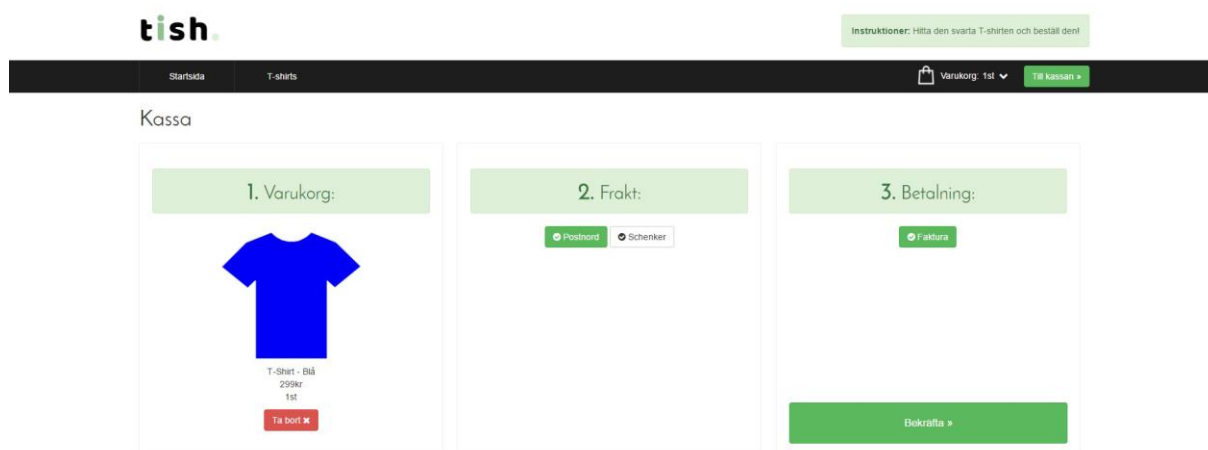 tish.
Instruktioner: Hitta den svarta T-shirten och beställ den!
Startsida
T-shirts
Varukorg: 1st
Till kassan »
Kassa
1. Varukorg:
2. Frakt:
3. Betalning:
Postnord
Schenker
Faktura
T-Shirt - Blå
299kr
1st
Ta bort ✖
Bekräfta »